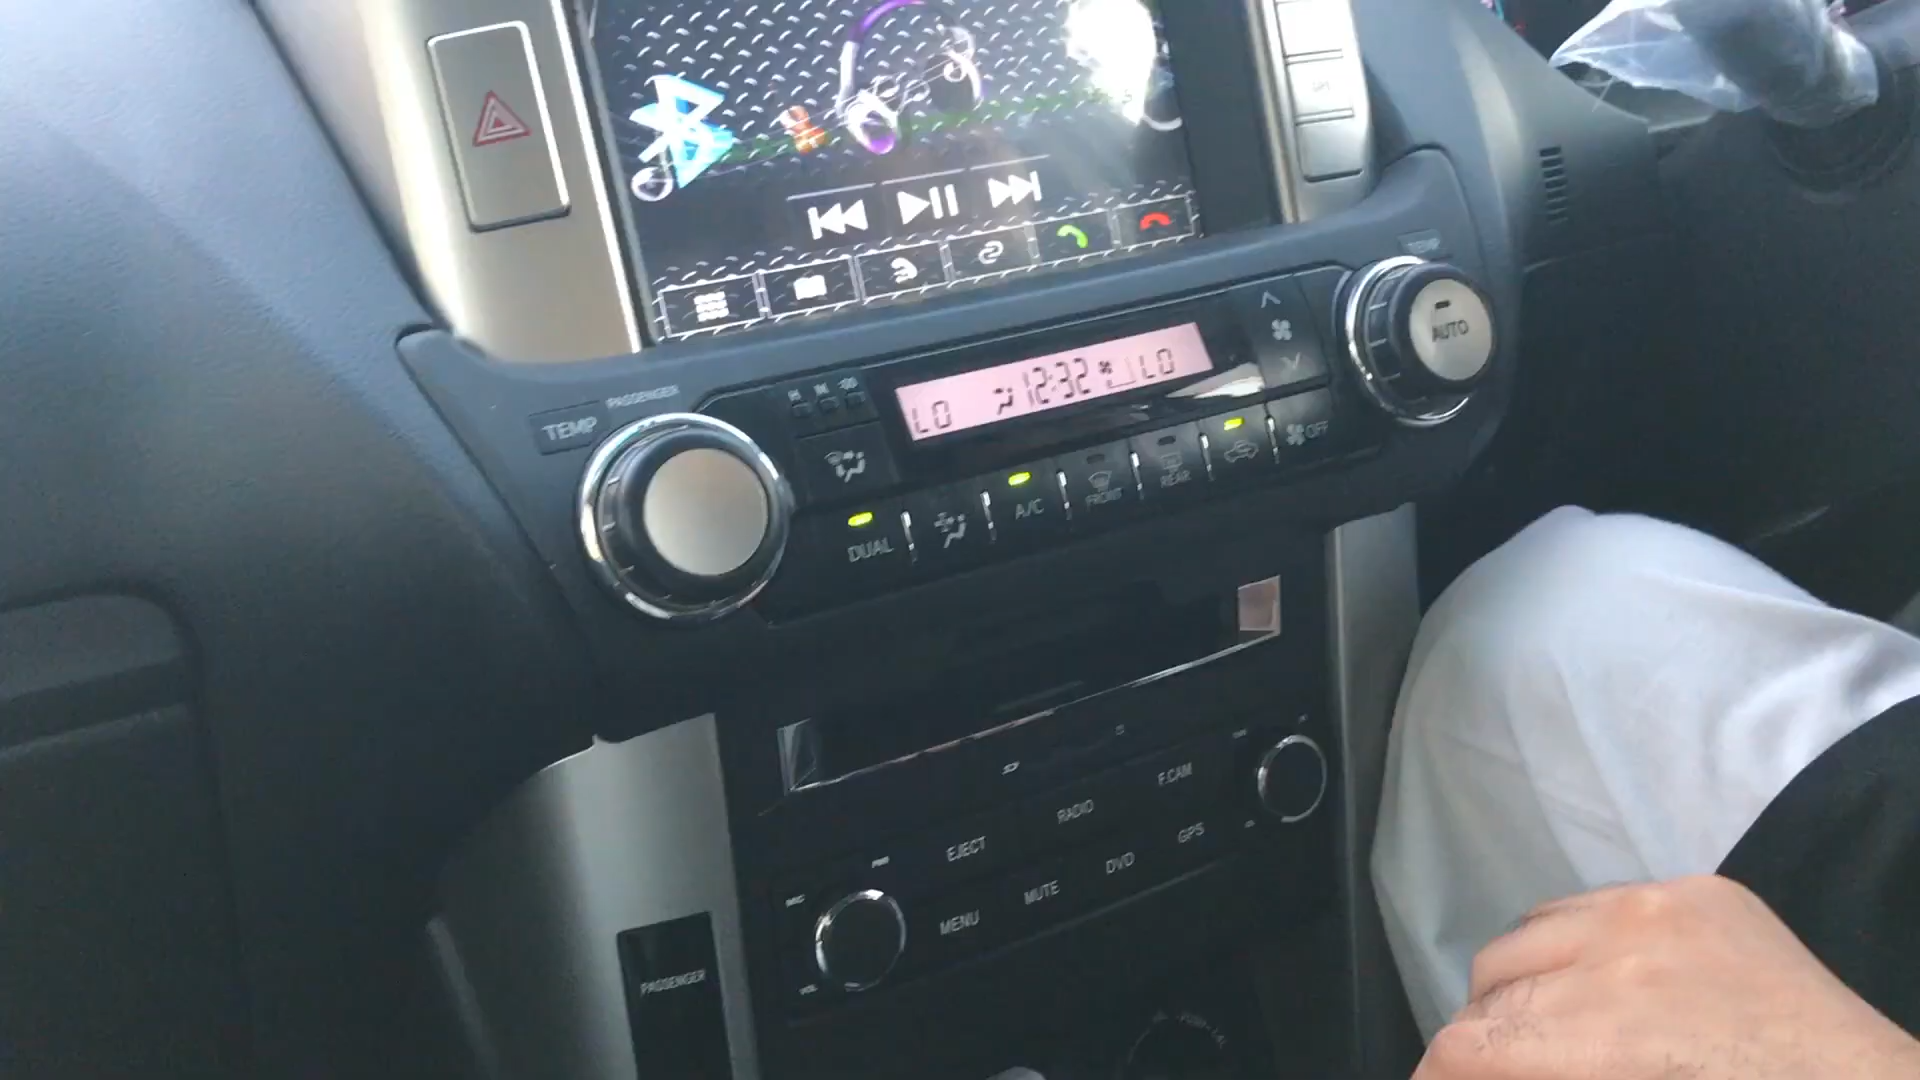 TEMP
PASSENGER
LO 12:32 LO
TEMP
AUTO
DUAL
A/C
FRONT
REAR
OFF
EJECT
RADIO
F.CAM
MENU
MUTE
DVD
GPS
VOL
PASSENGER